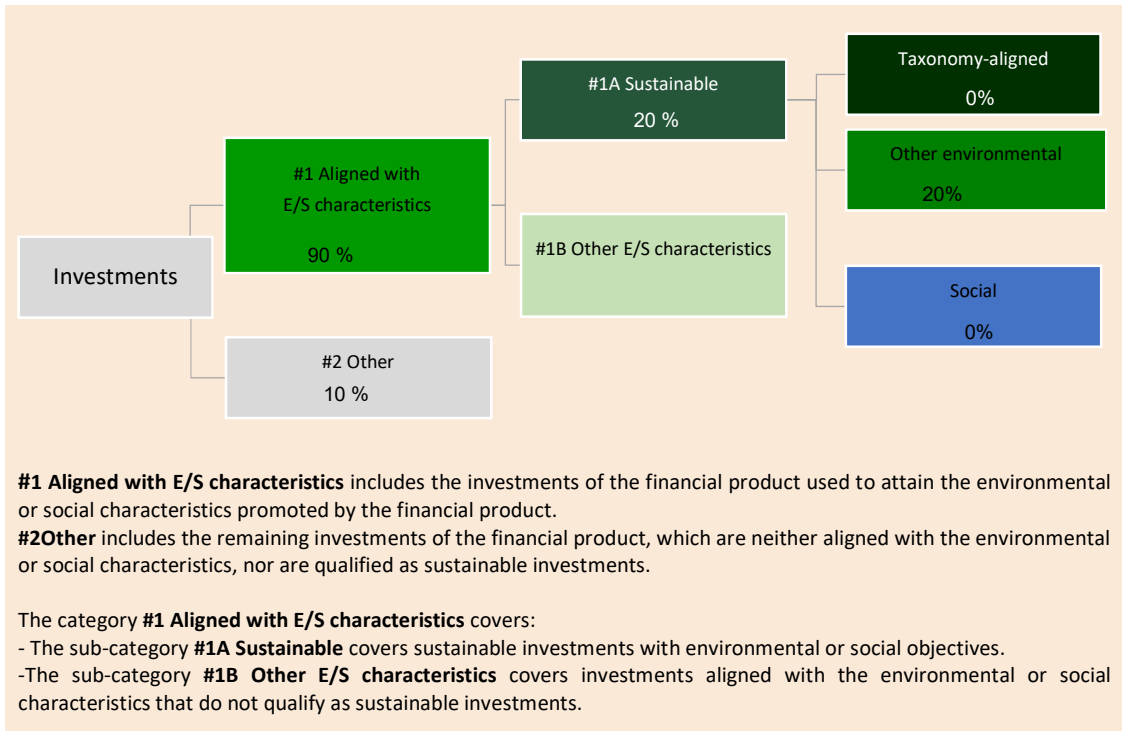 Investments
#1 Aligned with
E/S characteristics
90 %
#2 Other
10 %
#1A Sustainable
20 %
#1B Other E/S characteristics
Taxonomy-aligned
0%
Other environmental
20%
Social
0%
#1 Aligned with E/S characteristics includes the investments of the financial product used to attain the environmental
or social characteristics promoted by the financial product.
#2Other includes the remaining investments of the financial product, which are neither aligned with the environmental
or social characteristics, nor are qualified as sustainable investments.
The category #1 Aligned with E/S characteristics covers:
- The sub-category #1A Sustainable covers sustainable investments with environmental or social objectives.
-The sub-category #1B Other E/S characteristics covers investments aligned with the environmental or social
characteristics that do not qualify as sustainable investments.